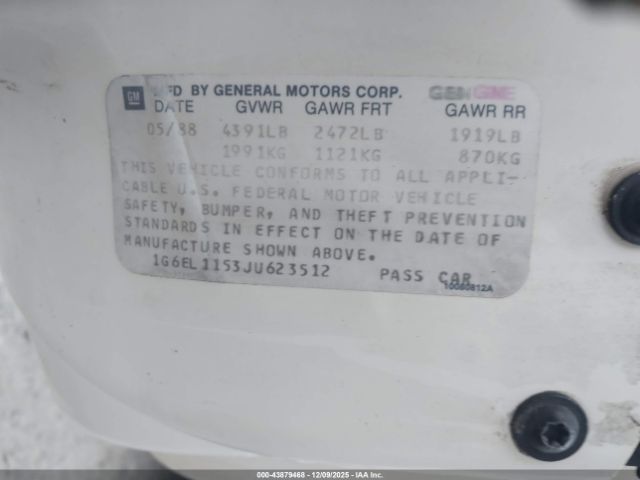 GM MFD BY GENERAL MOTORS CORP. GENGME
DATE GVWR GAWR FRT GAWR RR
05/88 4391LB 2472LB 1919LB
1991KG 1121KG 870KG
THIS VEHICLE CONFORMS TO ALL APPLI-
CABLE U.S. FEDERAL MOTOR VEHICLE
SAFETY, BUMPER, AND THEFT PREVENTION
STANDARDS IN EFFECT ON THE DATE OF
MANUFACTURE SHOWN ABOVE.
1G6EL1153JU623512 PASS CAR
10080812A
000-43879468 - 12/09/2025 - IAA Inc.